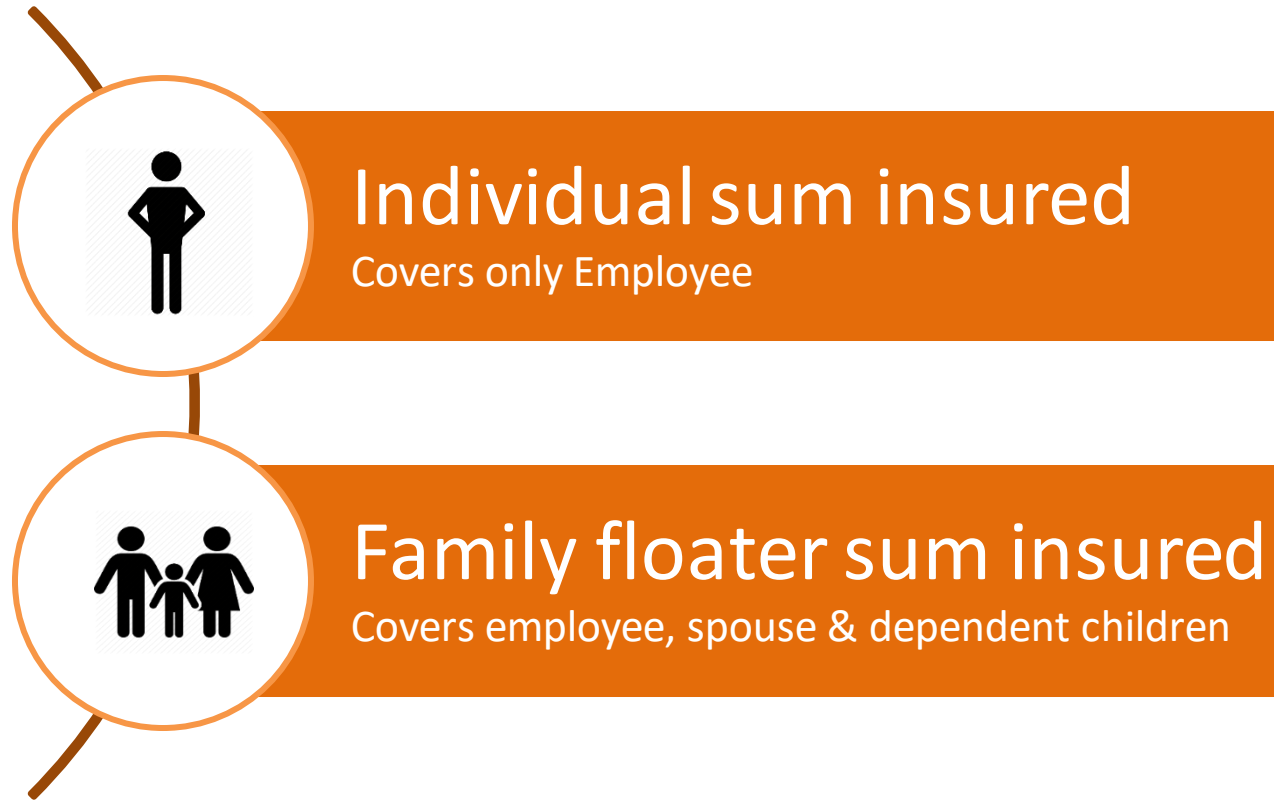 Individual sum insured
Covers only Employee
Family floater sum insured
Covers employee, spouse & dependent children